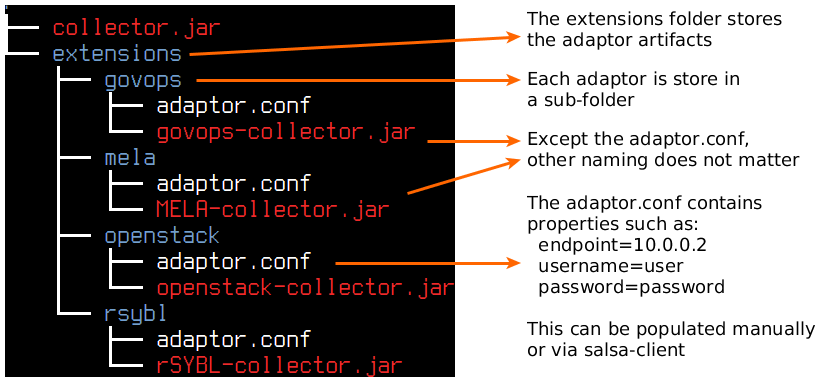 collector.jar
extensions
govops
adaptor.conf
govops-collector.jar
mela
adaptor.conf
MELA-collector.jar
openstack
adaptor.conf
openstack-collector.jar
rsybl
adaptor.conf
rSYBL-collector.jar
The extensions folder stores
the adaptor artifacts
Each adaptor is store in
a sub-folder
Except the adaptor.conf,
other naming does not matter
The adaptor.conf contains
properties such as:
endpoint=10.0.0.2
username=user
password=password
This can be populated manually
or via salsa-client